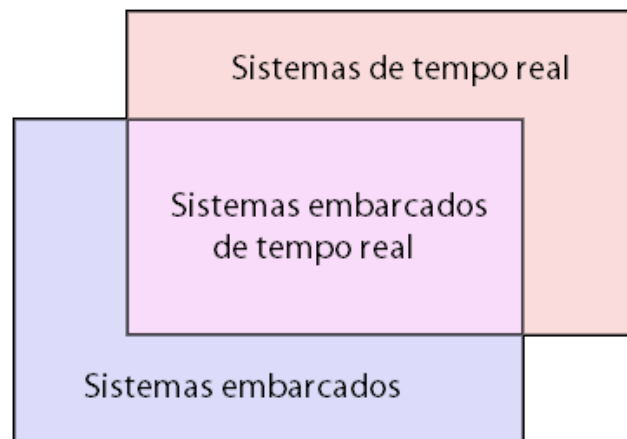 Sistemas de tempo real
Sistemas embarcados
de tempo real
Sistemas embarcados